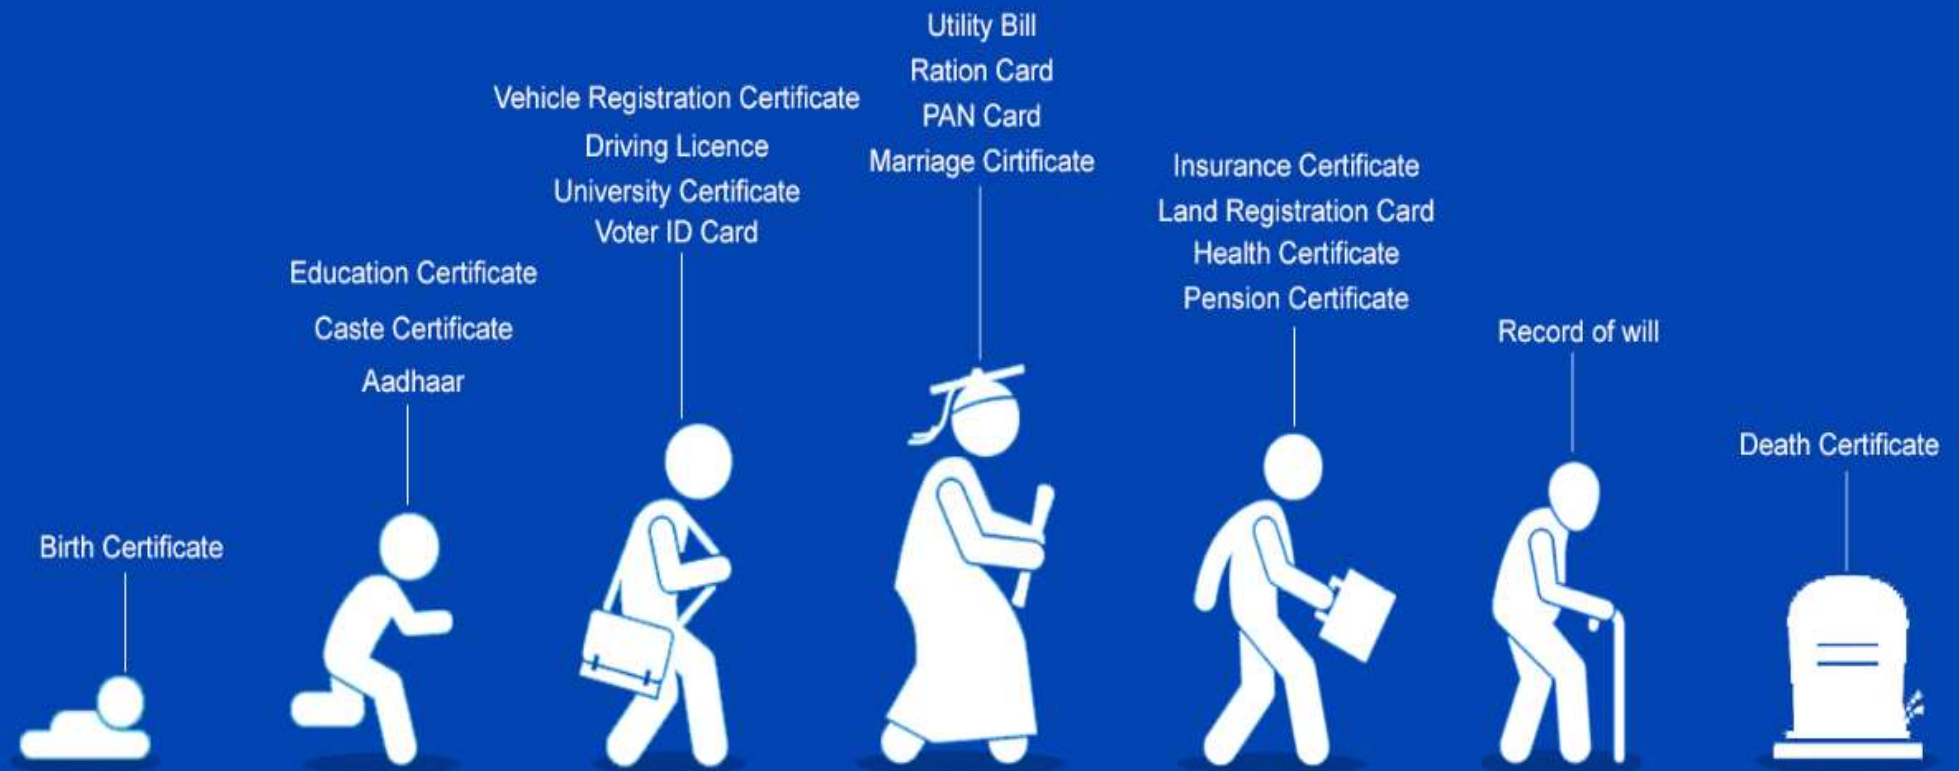 Birth Certificate
Education Certificate
Caste Certificate
Aadhaar
Vehicle Registration Certificate
Driving Licence
University Certificate
Voter ID Card
Utility Bill
Ration Card
PAN Card
Marriage Cirtificate
Insurance Certificate
Land Registration Card
Health Certificate
Pension Certificate
Record of will
Death Certificate